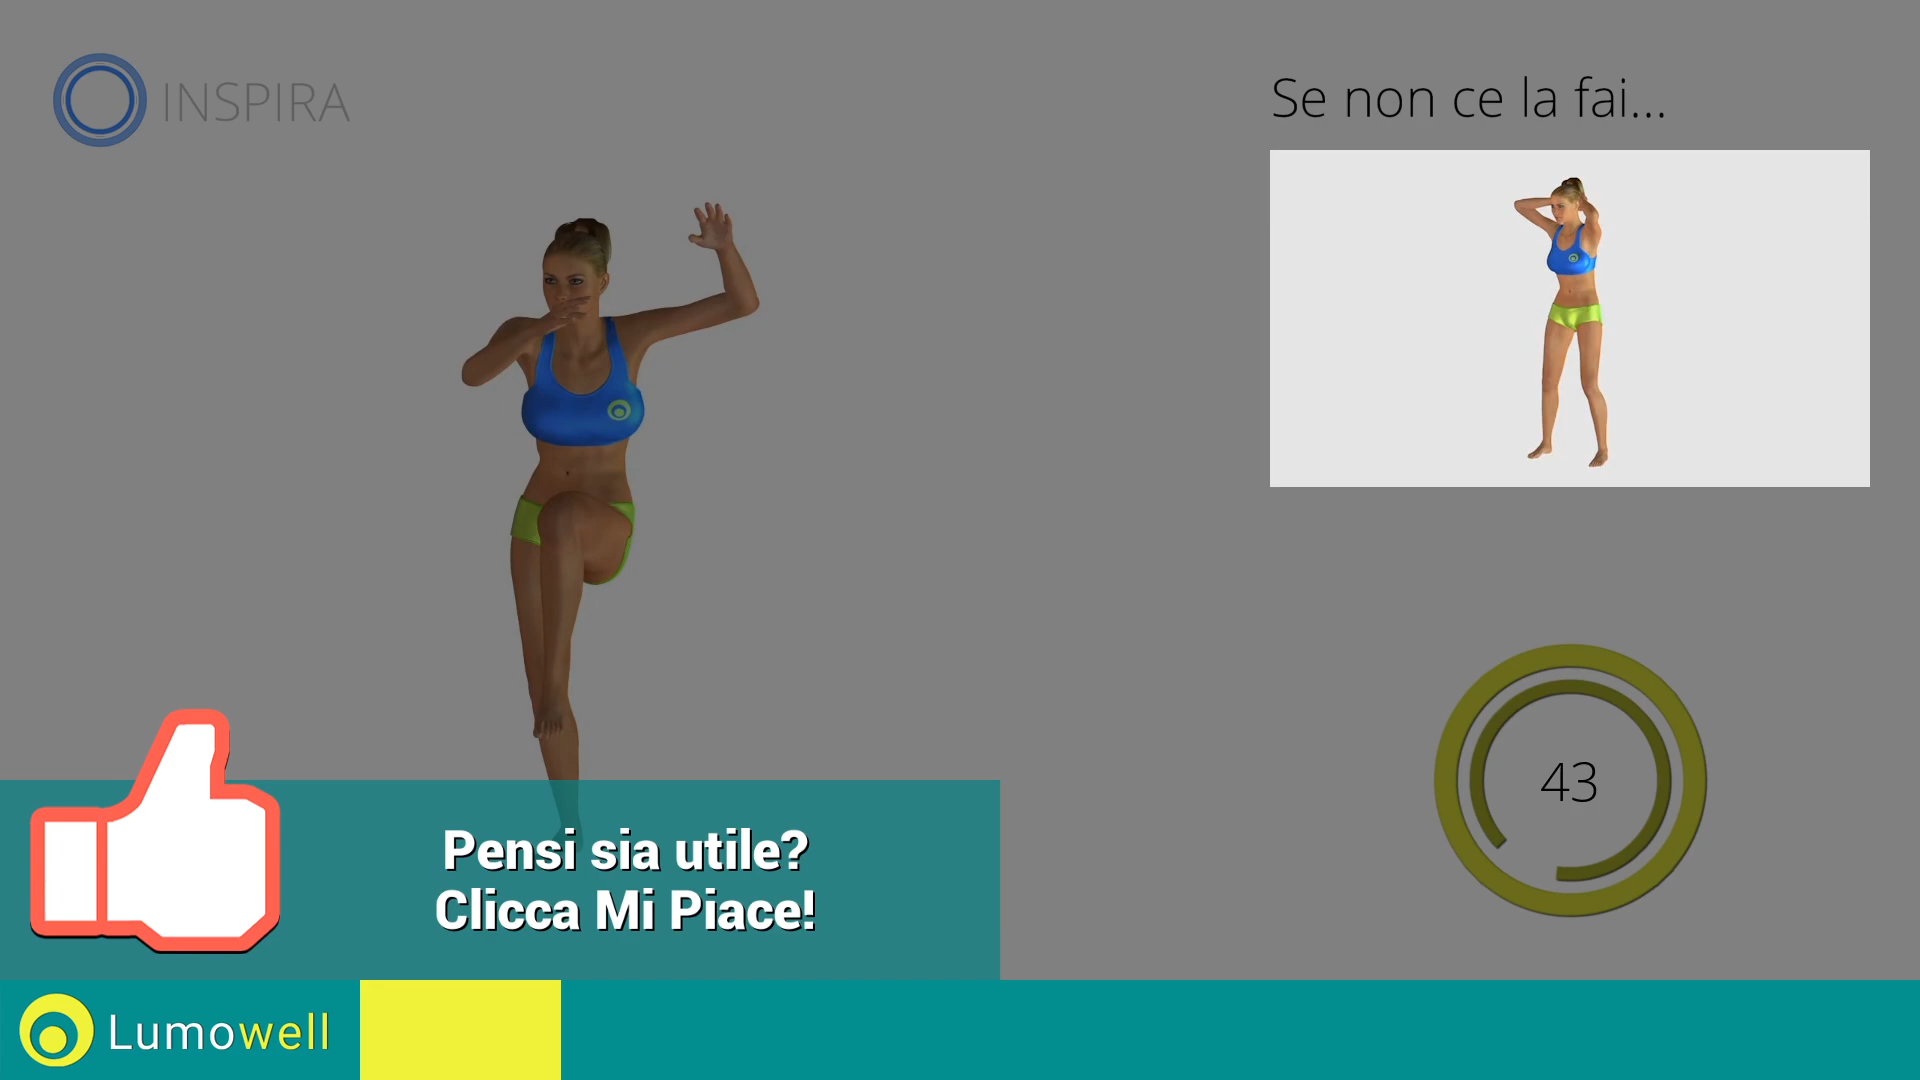 INSPIRA
Se non ce la fai...
43
Pensi sia utile?
Clicca Mi Piace!
Lumowell